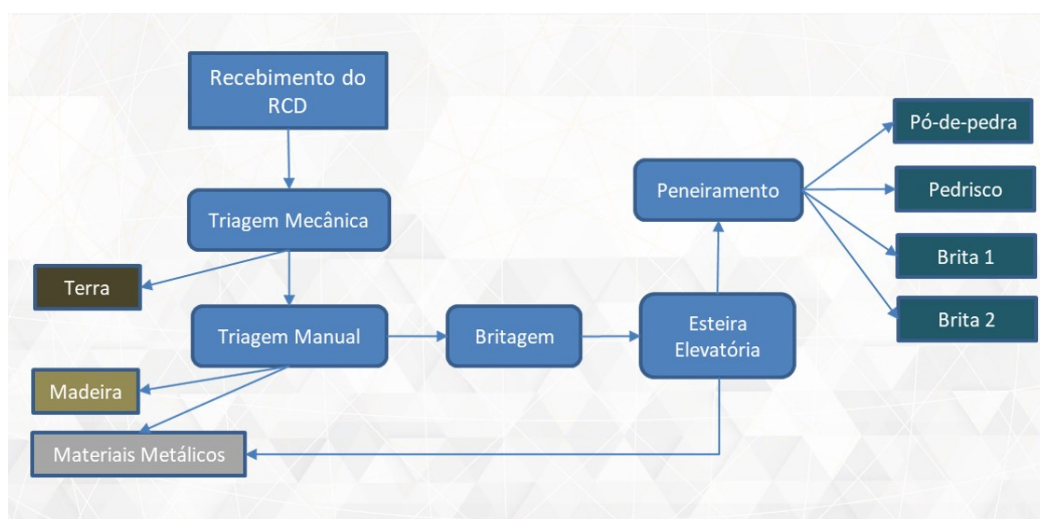 Recebimento do
RCD
Triagem Mecânica
Terra
Triagem Manual
Madeira
Materiais Metálicos
Britagem
Esteira
Elevatória
Peneiramento
Pó-de-pedra
Pedrisco
Brita 1
Brita 2